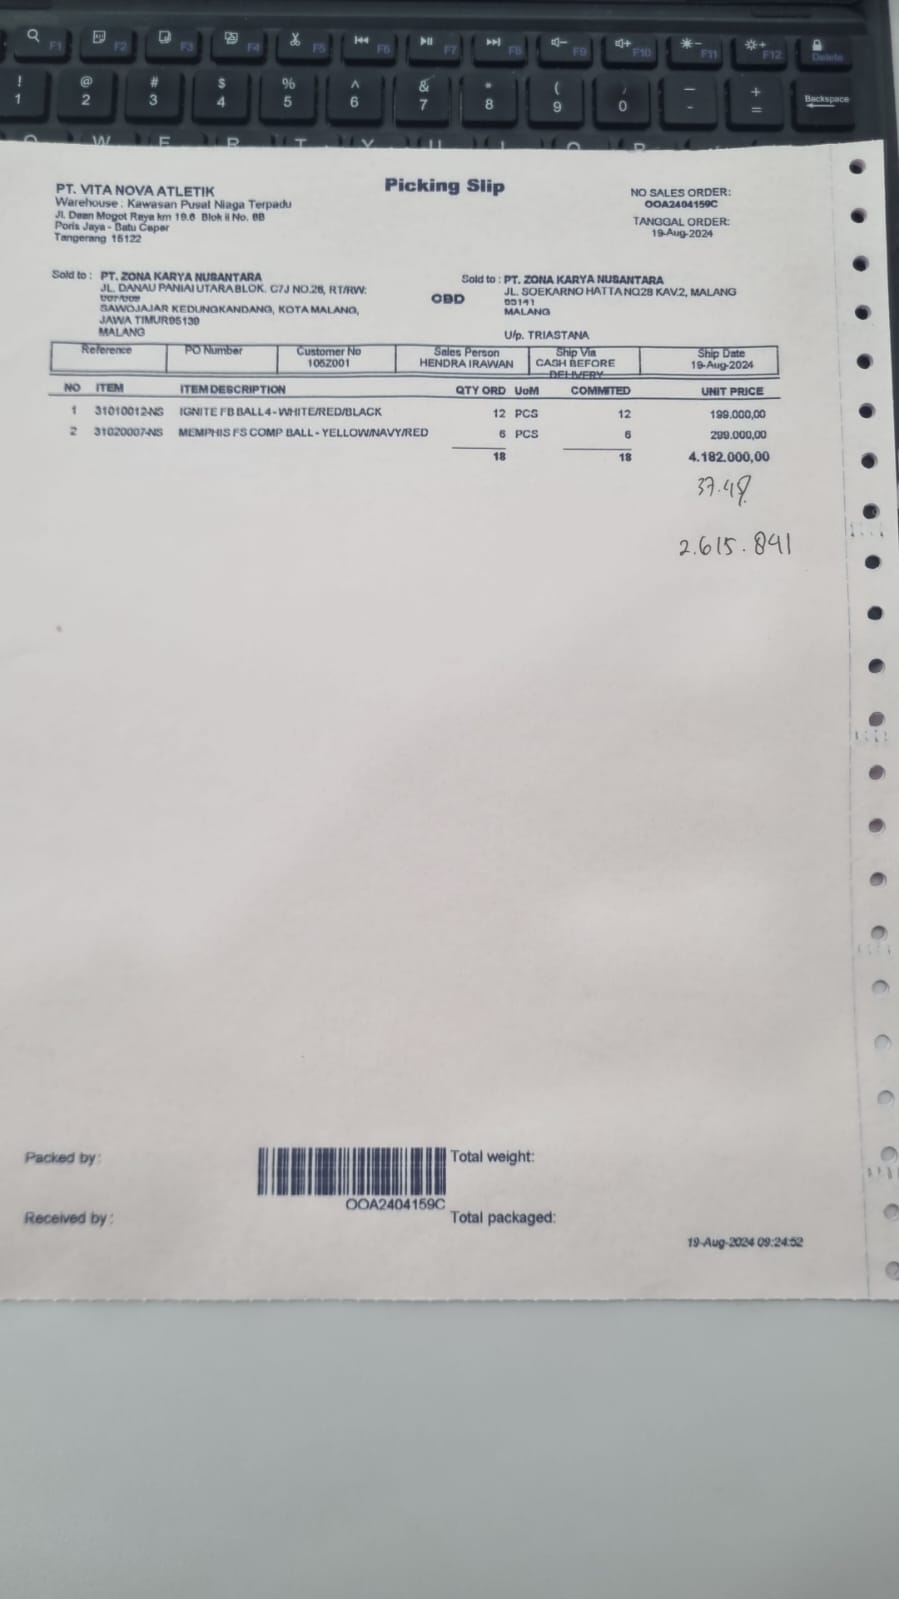 F1 F2 F3 F4 F5 F6 F7 F8 F9 F10 F11 F12 Delete
! 1 @ 2 # 3 $ 4 % 5 ^ 6 & 7 * 8 ( 9 ) 0 _ - + = Backspace
Picking Slip
PT. VITA NOVA ATLETIK
Warehouse : Kawasan Pusat Niaga Terpadu
Jl. Daan Mogot Raya km 19.6 Blok ii No. 8B
Poris Jaya - Batu Ceper
Tangerang 15122
NO SALES ORDER:
OOA2404159C
TANGGAL ORDER:
19-Aug-2024
Sold to : PT. ZONA KARYA NUSANTARA
JL. DANAU PANIAI UTARA BLOK. C7J NO.26, RT/RW:
SAWOJAJAR KEDUNGKANDANG, KOTA MALANG,
JAWA TIMUR 65139
MALANG
CBD
Sold to : PT. ZONA KARYA NUSANTARA
JL. SOEKARNO HATTA NO28 KAV.2, MALANG
65141
MALANG
U/p. TRIASTANA
Reference PO Number Customer No Sales Person Ship Via Ship Date
1052001 HENDRA IRAWAN CASH BEFORE DELIVERY 19-Aug-2024
NO ITEM ITEM DESCRIPTION QTY ORD UoM COMMITED UNIT PRICE
1 31010012-NS IGNITE FB BALL 4 - WHITE/RED/BLACK 12 PCS 12 199.000,00
2 31020007-NS MEMPHIS FS COMP BALL - YELLOW/NAVY/RED 6 PCS 6 299.000,00
18 18 4.182.000,00
2.615.841
Packed by :
Total weight:
OOA2404159C
Received by :
Total packaged:
19-Aug-2024 09:24:52